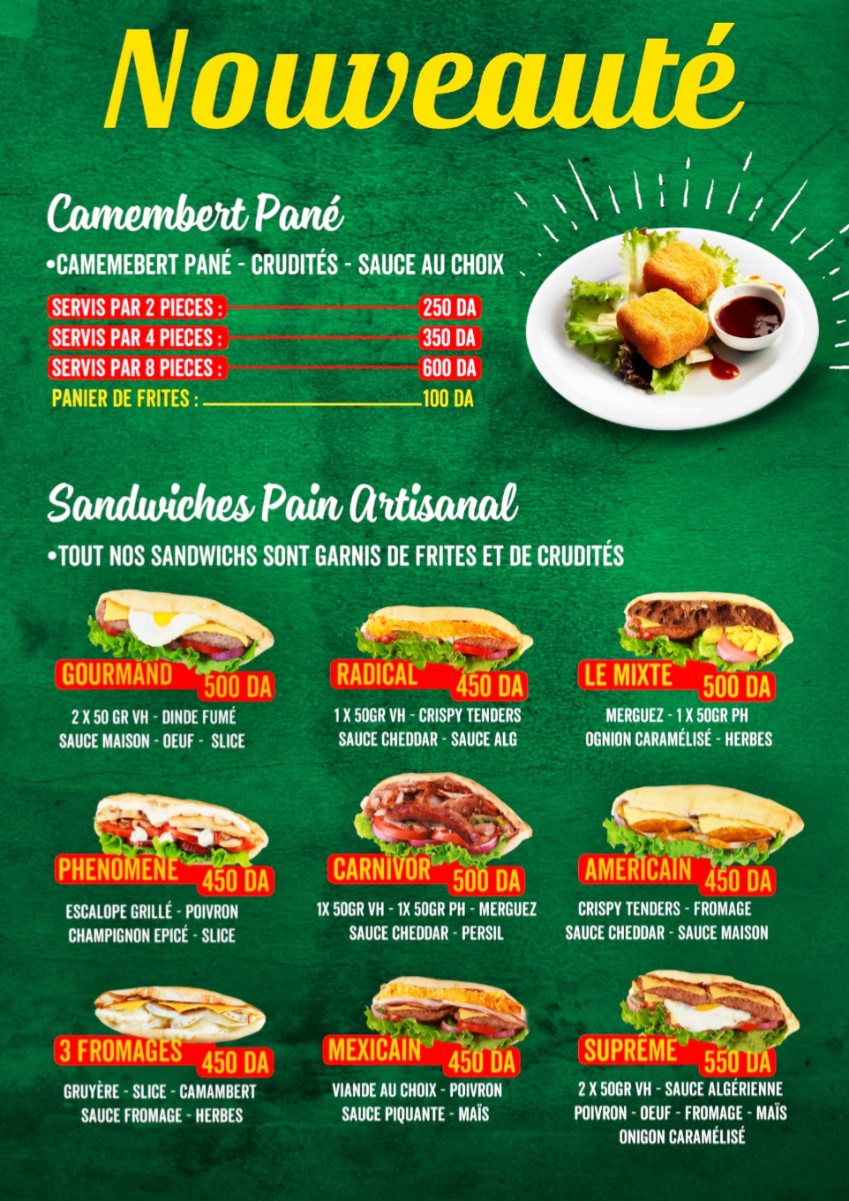 Nouveauté
Camembert Pané
•CAMEMEBERT PANÉ - CRUDITÉS - SAUCE AU CHOIX
SERVIS PAR 2 PIECES : 250 DA
SERVIS PAR 4 PIECES : 350 DA
SERVIS PAR 8 PIECES : 600 DA
PANIER DE FRITES : 100 DA
Sandwiches Pain Artisanal
•TOUT NOS SANDWICHS SONT GARNIS DE FRITES ET DE CRUDITÉS
GOURMAND 500 DA
2 X 50 GR VH - DINDE FUMÉ
SAUCE MAISON - OEUF - SLICE
RADICAL 450 DA
1 X 50GR VH - CRISPY TENDERS
SAUCE CHEDDAR - SAUCE ALG
LE MIXTE 500 DA
MERGUEZ - 1 X 50GR PH
OGNION CARAMÉLISÉ - HERBES
PHENOMENE 450 DA
ESCALOPE GRILLÉ - POIVRON
CHAMPIGNON EPICÉ - SLICE
CARNIVOR 500 DA
1X 50GR VH - 1X 50GR PH - MERGUEZ
SAUCE CHEDDAR - PERSIL
AMERICAIN 450 DA
CRISPY TENDERS - FROMAGE
SAUCE CHEDDAR - SAUCE MAISON
3 FROMAGES 450 DA
GRUYÈRE - SLICE - CAMAMBERT
SAUCE FROMAGE - HERBES
MEXICAIN 450 DA
VIANDE AU CHOIX - POIVRON
SAUCE PIQUANTE - MAÏS
SUPRÊME 550 DA
2 X 50GR VH - SAUCE ALGÉRIENNE
POIVRON - OEUF - FROMAGE - MAÏS
ONIGON CARAMÉLISÉ